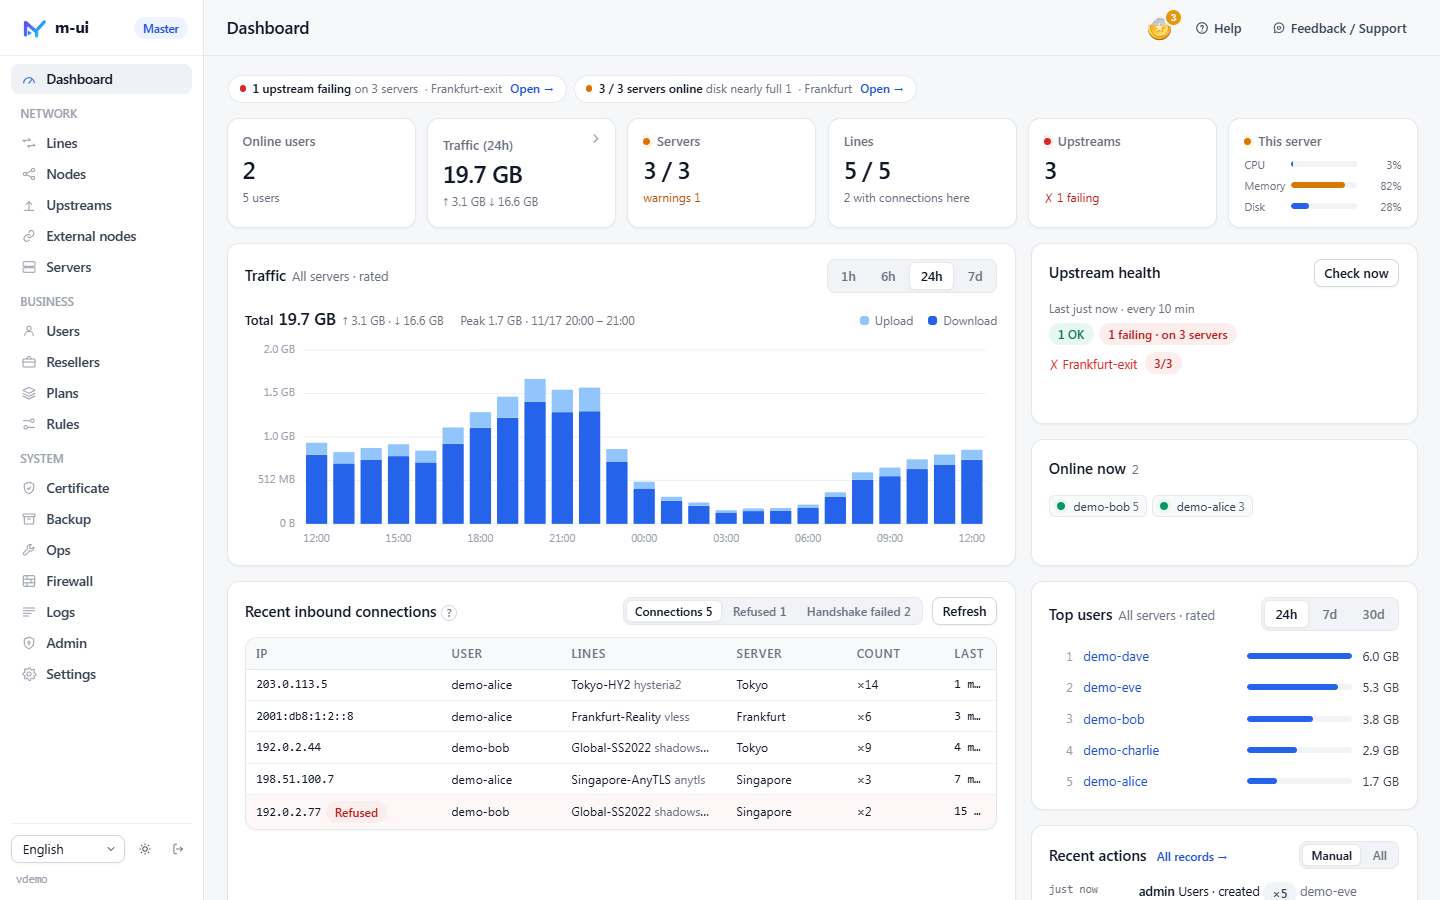 m-ui Master
Dashboard
NETWORK
Lines
Nodes
Upstreams
External nodes
Servers
BUSINESS
Users
Resellers
Plans
Rules
SYSTEM
Certificate
Backup
Ops
Firewall
Logs
Admin
Settings
English
vdemo
Dashboard
3
Help
Feedback / Support
1 upstream failing on 3 servers · Frankfurt-exit Open →
3 / 3 servers online disk nearly full 1 · Frankfurt Open →
Online users
2
5 users
Traffic (24h)
19.7 GB
↑ 3.1 GB ↓ 16.6 GB
Servers
3 / 3
warnings 1
Lines
5 / 5
2 with connections here
Upstreams
3
✗ 1 failing
This server
CPU 3%
Memory 82%
Disk 28%
Traffic All servers · rated
1h 6h 24h 7d
Total 19.7 GB ↑ 3.1 GB · ↓ 16.6 GB Peak 1.7 GB · 11/17 20:00 – 21:00
Upload Download
2.0 GB
1.5 GB
1.0 GB
512 MB
0 B
12:00 15:00 18:00 21:00 00:00 03:00 06:00 09:00 12:00
Upstream health Check now
Last just now · every 10 min
1 OK 1 failing · on 3 servers
✗ Frankfurt-exit 3/3
Online now 2
demo-bob 5 demo-alice 3
Recent inbound connections ?
Connections 5 Refused 1 Handshake failed 2 Refresh
IP USER LINES SERVER COUNT LAST
203.0.113.5 demo-alice Tokyo-HY2 hysteria2 Tokyo ×14 1 m…
2001:db8:1:2::8 demo-alice Frankfurt-Reality vless Frankfurt ×6 3 m…
192.0.2.44 demo-bob Global-SS2022 shadows… Tokyo ×9 4 m…
198.51.100.7 demo-alice Singapore-AnyTLS anytls Singapore ×3 7 m…
192.0.2.77 Refused demo-bob Global-SS2022 shadows… Singapore ×2 15 …
Top users All servers · rated
24h 7d 30d
1 demo-dave 6.0 GB
2 demo-eve 5.3 GB
3 demo-bob 3.8 GB
4 demo-charlie 2.9 GB
5 demo-alice 1.7 GB
Recent actions All records →
Manual All
just now admin Users · created ×5 demo-eve